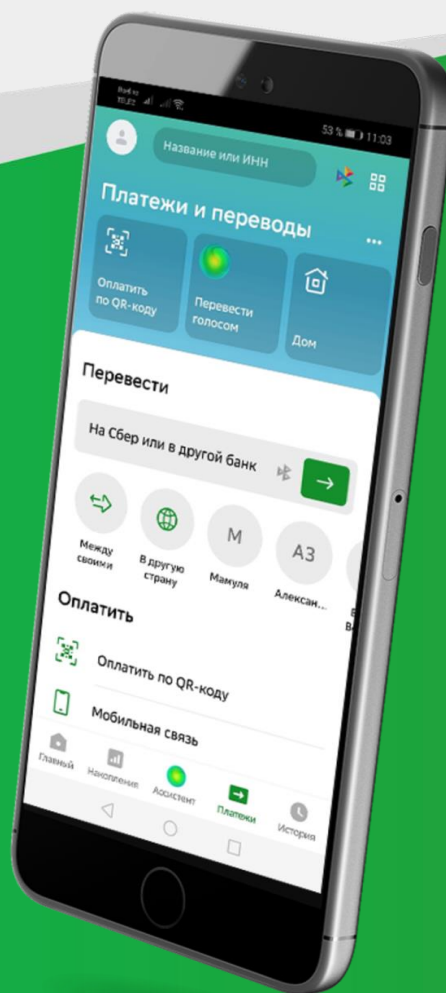 53 % 11:03
Название или ИНН
Платежи и переводы
Оплатить
по QR-коду
Перевести
голосом
Дом
Перевести
На Сбер или в другой банк
Между
своими
В другую
страну
М
Мамуля
АЗ
Алексан...
Оплатить
Оплатить по QR-коду
Мобильная связь
Главный
Накопления
Ассистент
Платежи
История